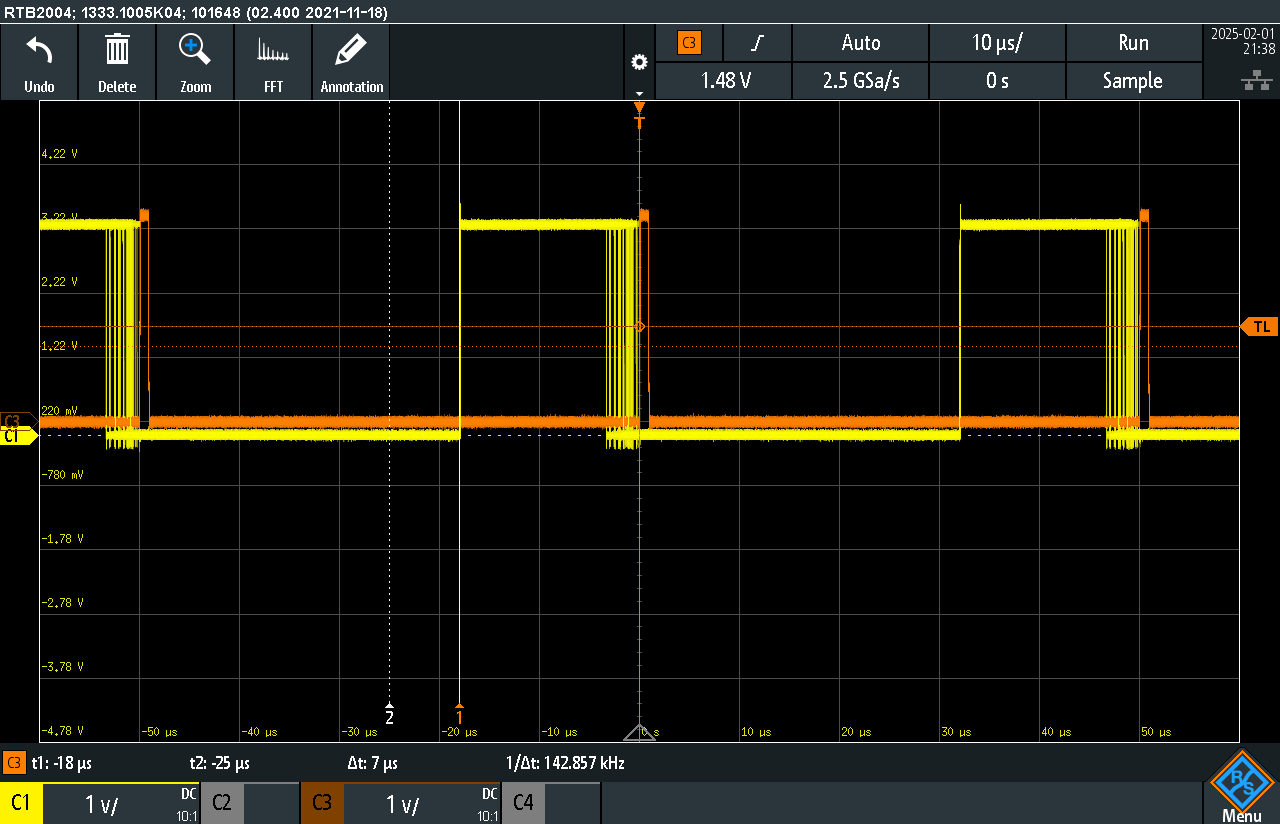 RTB2004; 1333.1005K04; 101648 (02.400 2021-11-18)
Undo Delete Zoom FFT Annotation
C3 Auto 10 µs/ Run
1.48 V 2.5 GSa/s 0 s Sample
2025-02-01
21:38
T
4.22 V
3.22 V
2.22 V
TL
1.22 V
220 mV
C3
C1
-780 mV
-1.78 V
-2.78 V
-3.78 V
2 1
-4.78 V -50 µs -40 µs -30 µs -20 µs -10 µs 0 s 10 µs 20 µs 30 µs 40 µs 50 µs
C3 t1: -18 µs t2: -25 µs Δt: 7 µs 1/Δt: 142.857 kHz
C1 1 V/ DC 10:1 C2 C3 1 V/ DC 10:1 C4
R S
Menu